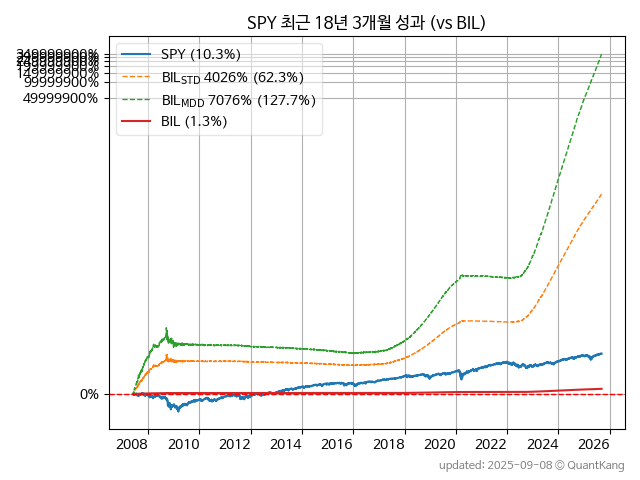 SPY 최근 18년 3개월 성과 (vs BIL)
149999900%
99999900%
49999900%
0%
SPY (10.3%)
BILSTD 4026% (62.3%)
BILMDD 7076% (127.7%)
BIL (1.3%)
2008 2010 2012 2014 2016 2018 2020 2022 2024 2026
updated: 2025-09-08 © QuantKang